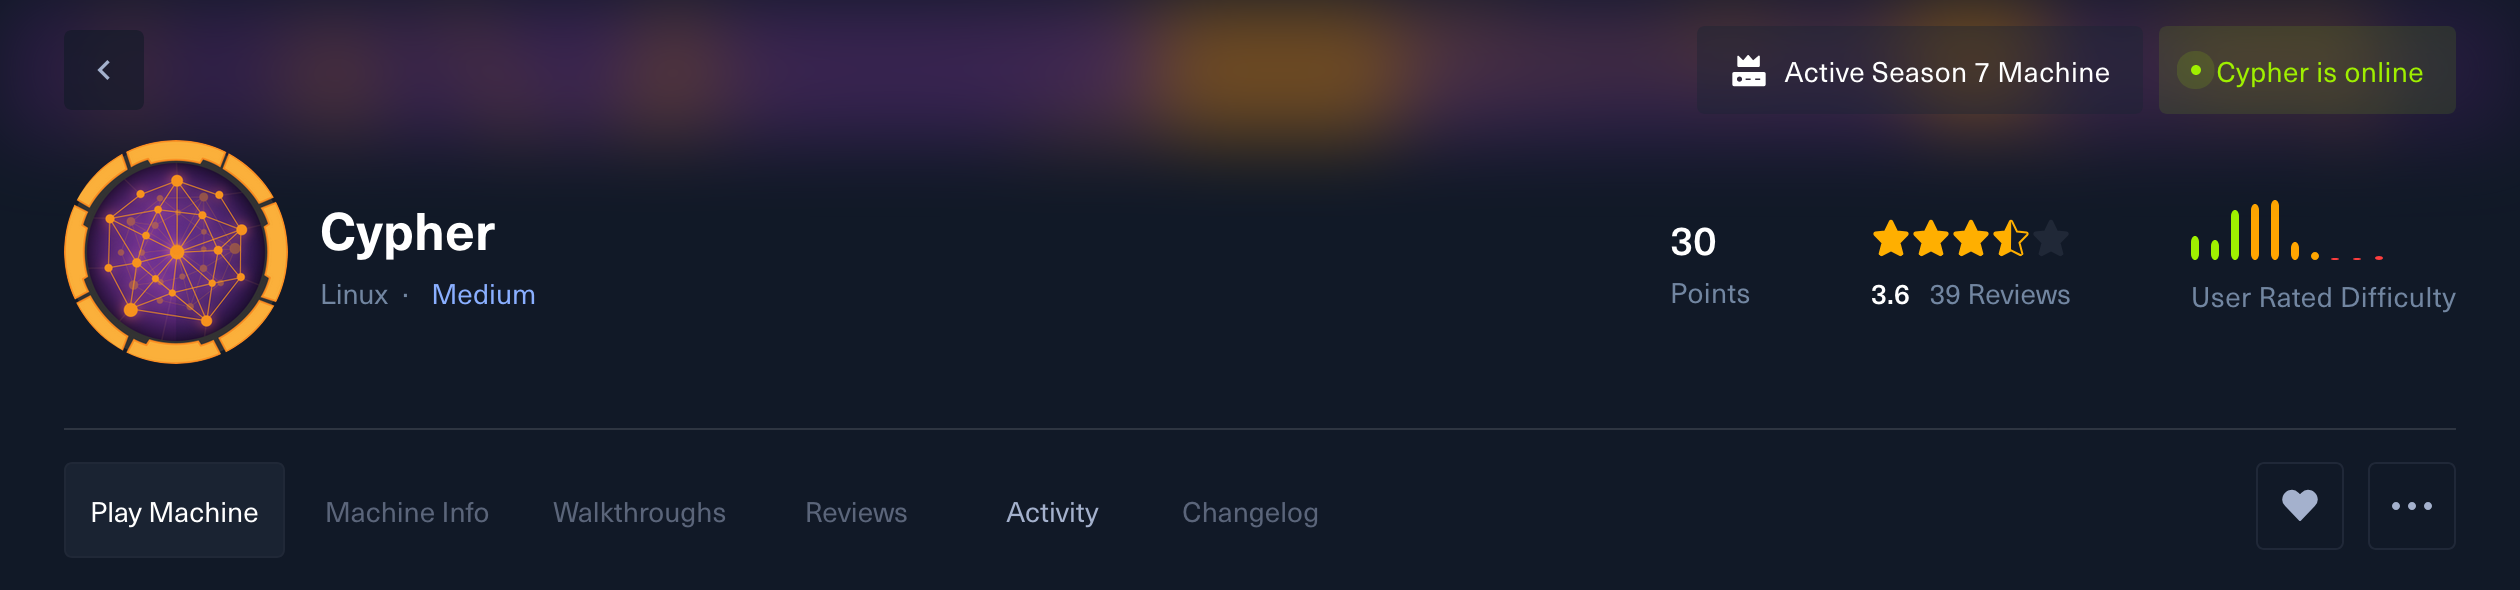 Active Season 7 Machine
Cypher is online
Cypher
Linux · Medium
30
Points
3.6 39 Reviews
User Rated Difficulty
Play Machine
Machine Info
Walkthroughs
Reviews
Activity
Changelog